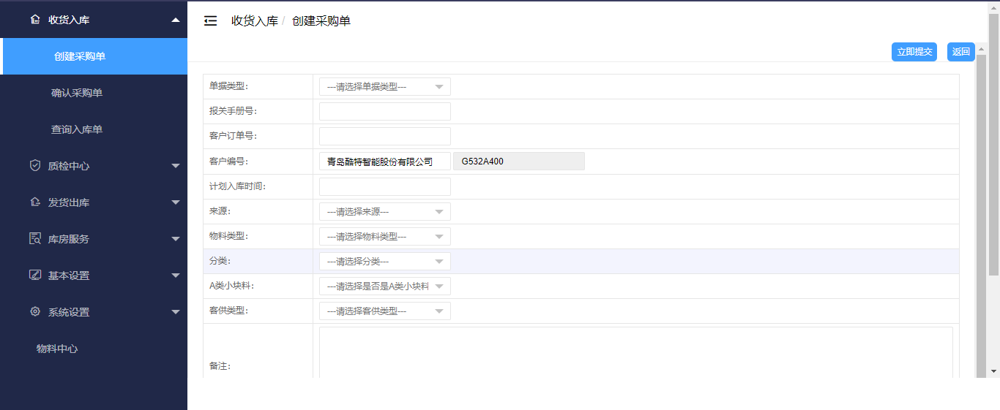 收货入库
创建采购单
确认采购单
查询入库单
质检中心
发货出库
库房服务
基本设置
系统设置
物料中心
收货入库 / 创建采购单
立即提交 返回
单据类型: ---请选择单据类型---
报关手册号:
客户订单号:
客户编号: 青岛酷特智能股份有限公司 G532A400
计划入库时间:
来源: ---请选择来源---
物料类型: ---请选择物料类型---
分类: ---请选择分类---
A类小块料: ---请选择是否是A类小块料
客供类型: ---请选择客供类型---
备注: